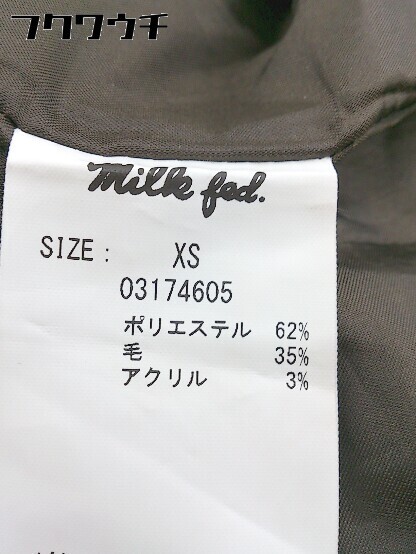 フクウウチ
Milk fed.
SIZE : XS
03174605
ポリエステル 62%
毛 35%
アクリル 3%